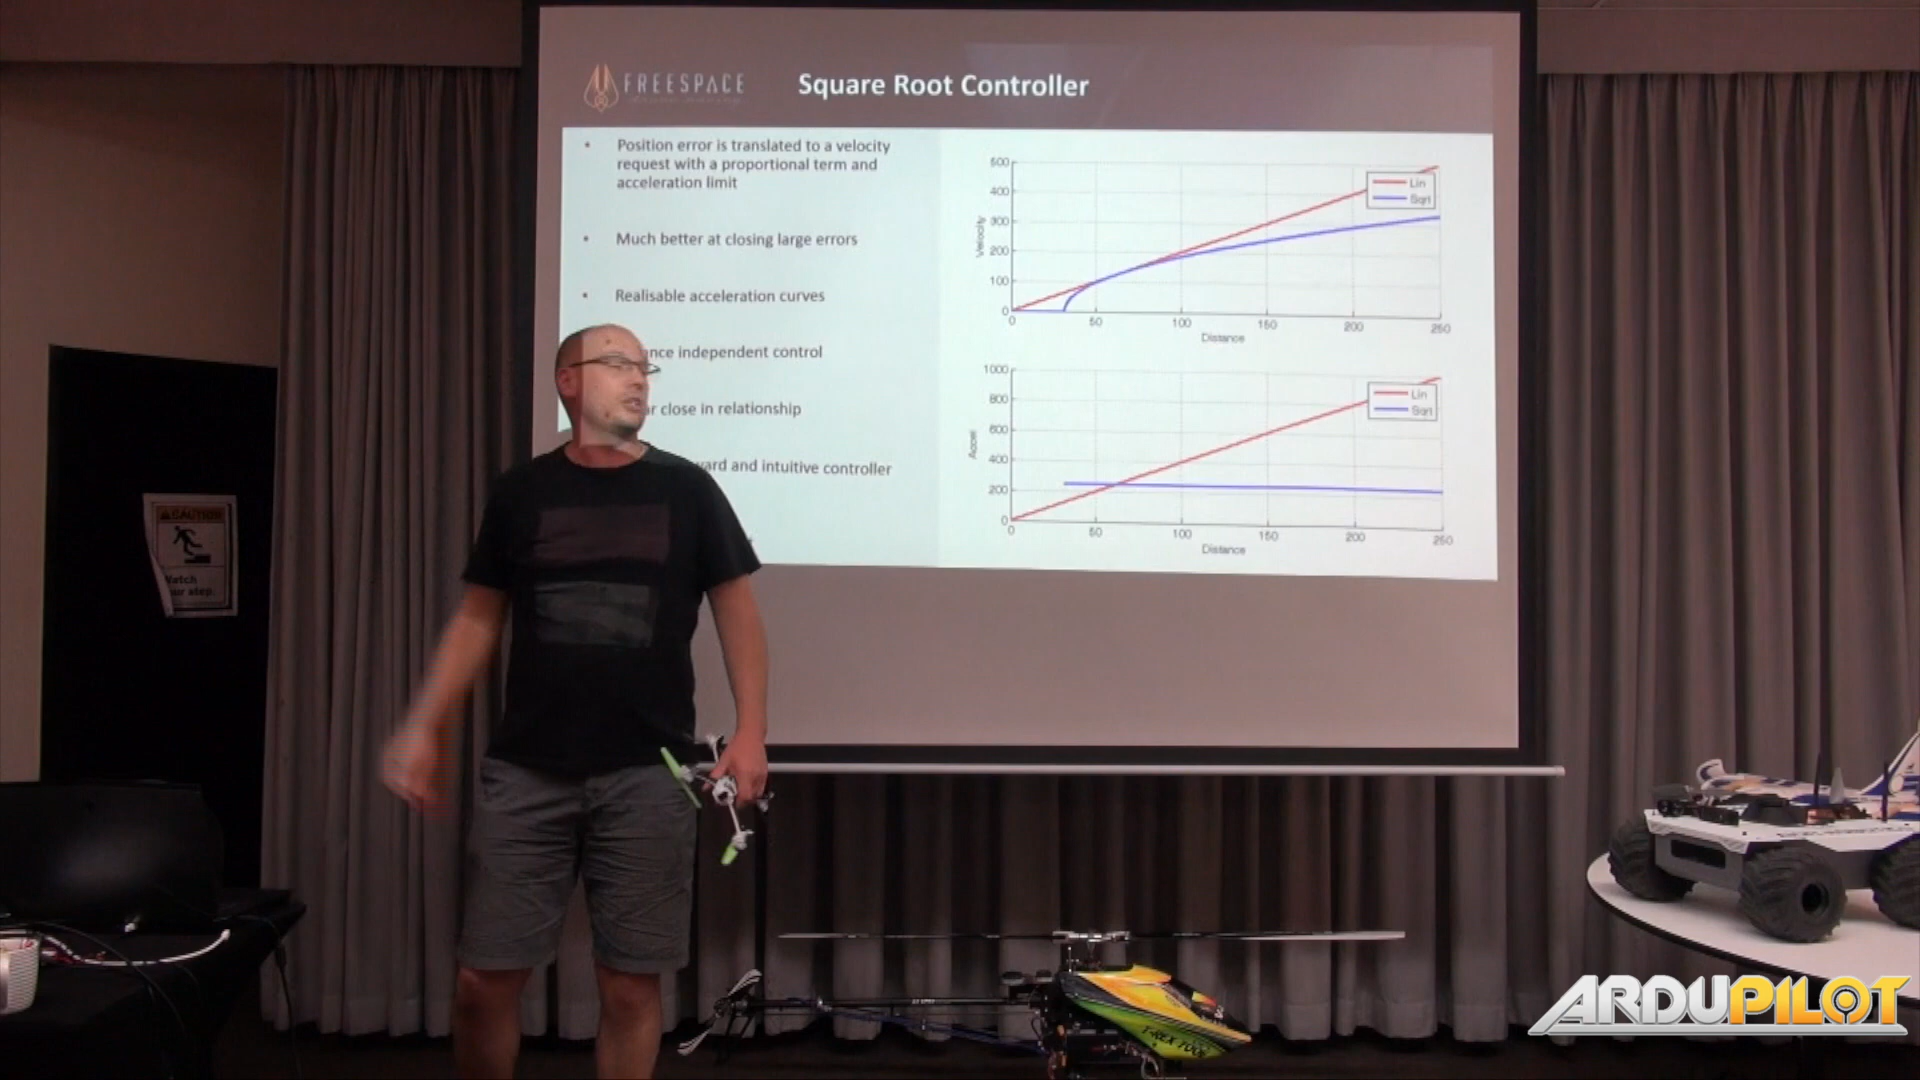 FREESPACE
Square Root Controller
• Position error is translated to a velocity
request with a proportional term and
acceleration limit
• Much better at closing large errors
• Realisable acceleration curves
nce independent control
r close in relationship
ward and intuitive controller
500
400
300
200
100
0
Velocity
Lin
Sqrt
0 50 100 150 200 250
Distance
1000
800
600
400
200
0
Accel
Lin
Sqrt
0 50 100 150 200 250
Distance
CAUTION
Watch
ur step.
T-REX 700E
ARDUPILOT